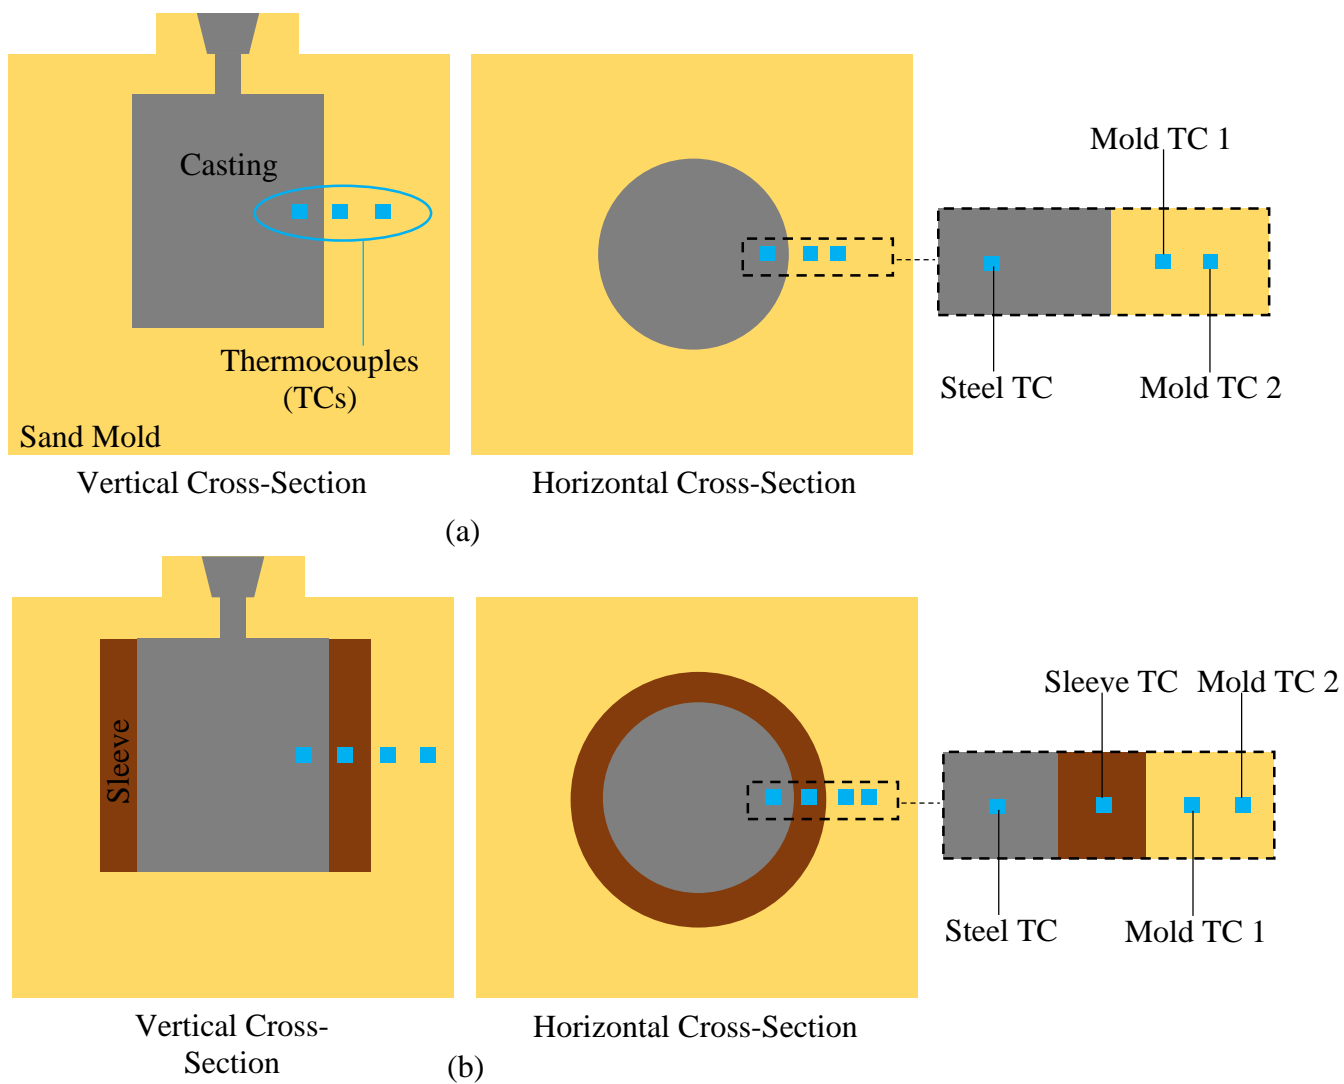 Casting
Mold TC 1
Thermocouples
(TCs)
Steel TC
Mold TC 2
Sand Mold
Vertical Cross-Section
Horizontal Cross-Section
(a)
Sleeve
Sleeve TC
Mold TC 2
Steel TC
Mold TC 1
Vertical Cross-
Section
Horizontal Cross-Section
(b)